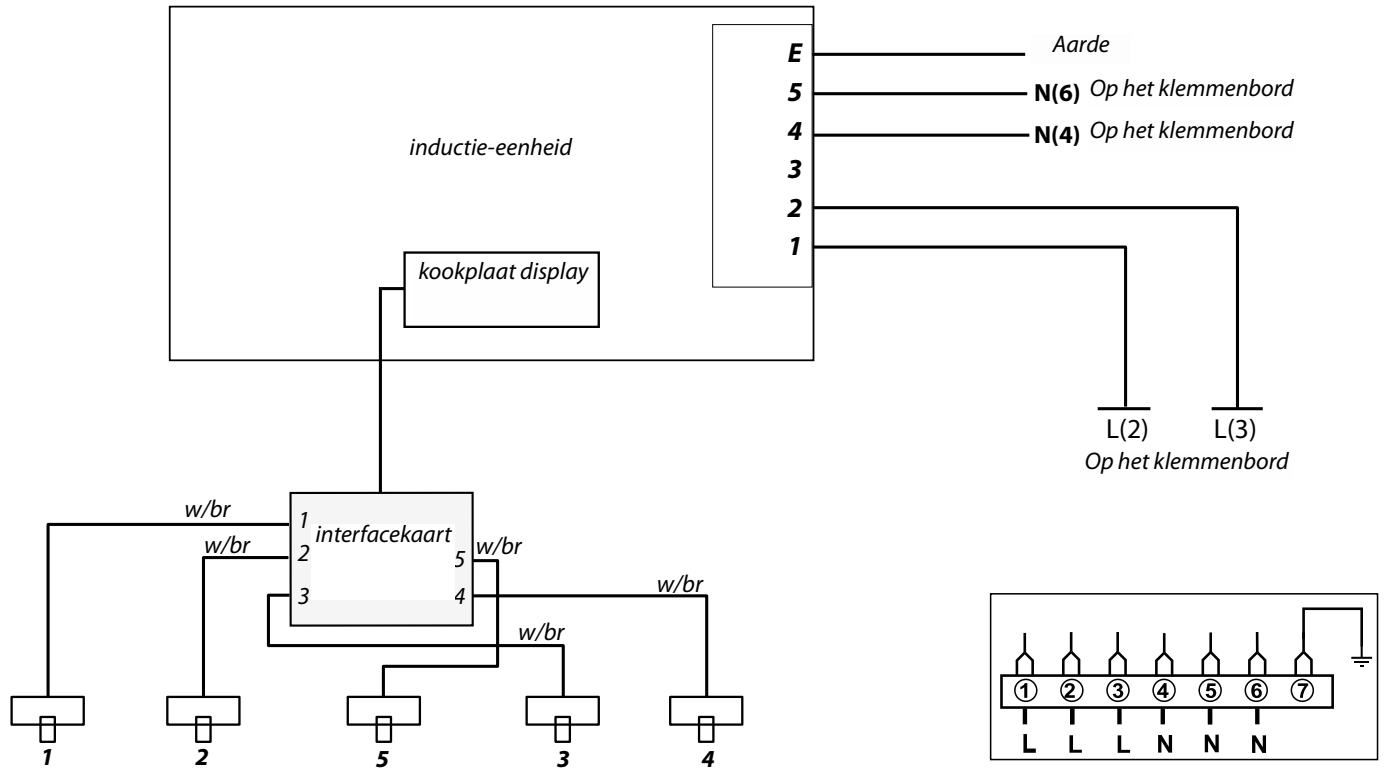 E Aarde
5 N(6) Op het klemmenbord
4 N(4) Op het klemmenbord
inductie-eenheid
3
2
1
kookplaat display
L(2) L(3)
Op het klemmenbord
w/br
1 interfacekaart
w/br
2
5 w/br
3
4 w/br
w/br
1 2 5 3 4
1 2 3 4 5 6 7
L L L N N N